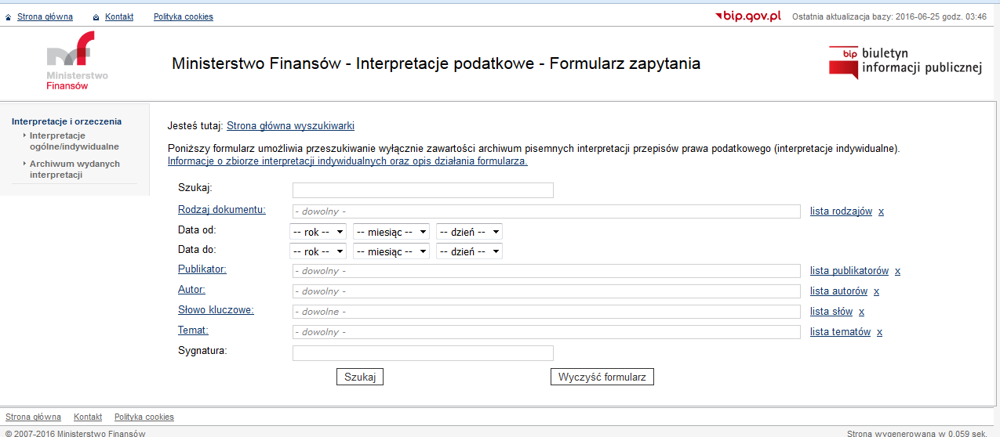 Strona główna Kontakt Polityka cookies bip.gov.pl Ostatnia aktualizacja bazy: 2016-06-25 godz. 03:46
mf
Ministerstwo
Finansów
Ministerstwo Finansów - Interpretacje podatkowe - Formularz zapytania
bip biuletyn
informacji publicznej
Interpretacje i orzeczenia
Interpretacje
ogólne/indywidualne
Archiwum wydanych
interpretacji
Jesteś tutaj: Strona główna wyszukiwarki
Poniższy formularz umożliwia przeszukiwanie wyłącznie zawartości archiwum pisemnych interpretacji przepisów prawa podatkowego (interpretacje indywidualne).
Informacje o zbiorze interpretacji indywidualnych oraz opis działania formularza.
Szukaj:
Rodzaj dokumentu: - dowolny - lista rodzajów x
Data od: -- rok -- -- miesiąc -- -- dzień --
Data do: -- rok -- -- miesiąc -- -- dzień --
Publikator: - dowolny - lista publikatorów x
Autor: - dowolny - lista autorów x
Słowo kluczowe: - dowolne - lista słów x
Temat: - dowolny - lista tematów x
Sygnatura:
Szukaj Wyczyść formularz
Strona główna Kontakt Polityka cookies
© 2007-2016 Ministerstwo Finansów Strona wygenerowana w 0.059 sek.